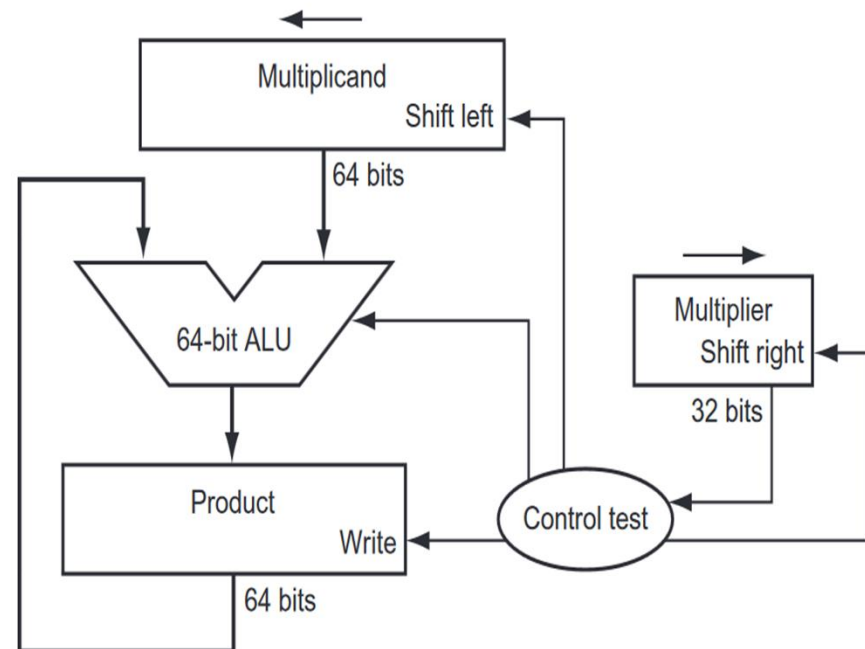 Multiplicand
Shift left
64 bits
64-bit ALU
Multiplier
Shift right
32 bits
Product
Write
Control test
64 bits